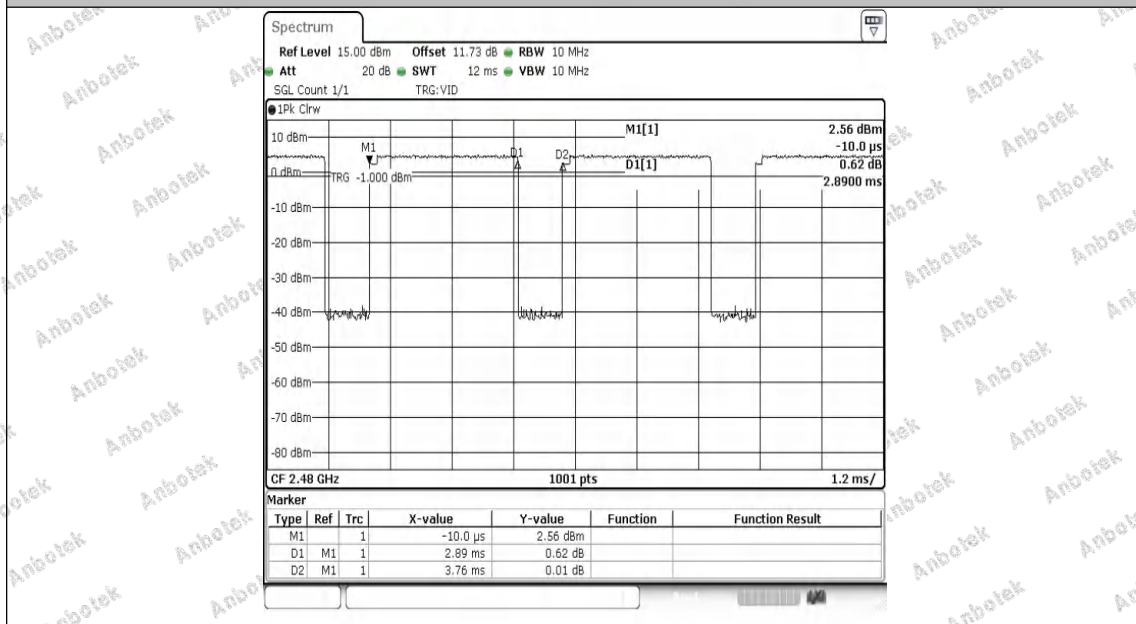 Spectrum
Ref Level 15.00 dBm Offset 11.73 dB RBW 10 MHz
Att 20 dB SWT 12 ms VBW 10 MHz
SGL Count 1/1 TRG:VID
1Pk Clrw
M1[1] 2.56 dBm
-10.0 µs
D1[1] 0.62 dB
2.8900 ms
10 dBm
M1
D1
D2
0 dBm
TRG -1.000 dBm
-10 dBm
-20 dBm
-30 dBm
-40 dBm
-50 dBm
-60 dBm
-70 dBm
-80 dBm
CF 2.48 GHz 1001 pts 1.2 ms/
Marker
Type Ref Trc X-value Y-value Function Function Result
M1 1 -10.0 µs 2.56 dBm
D1 M1 1 2.89 ms 0.62 dB
D2 M1 1 3.76 ms 0.01 dB
Anbotek